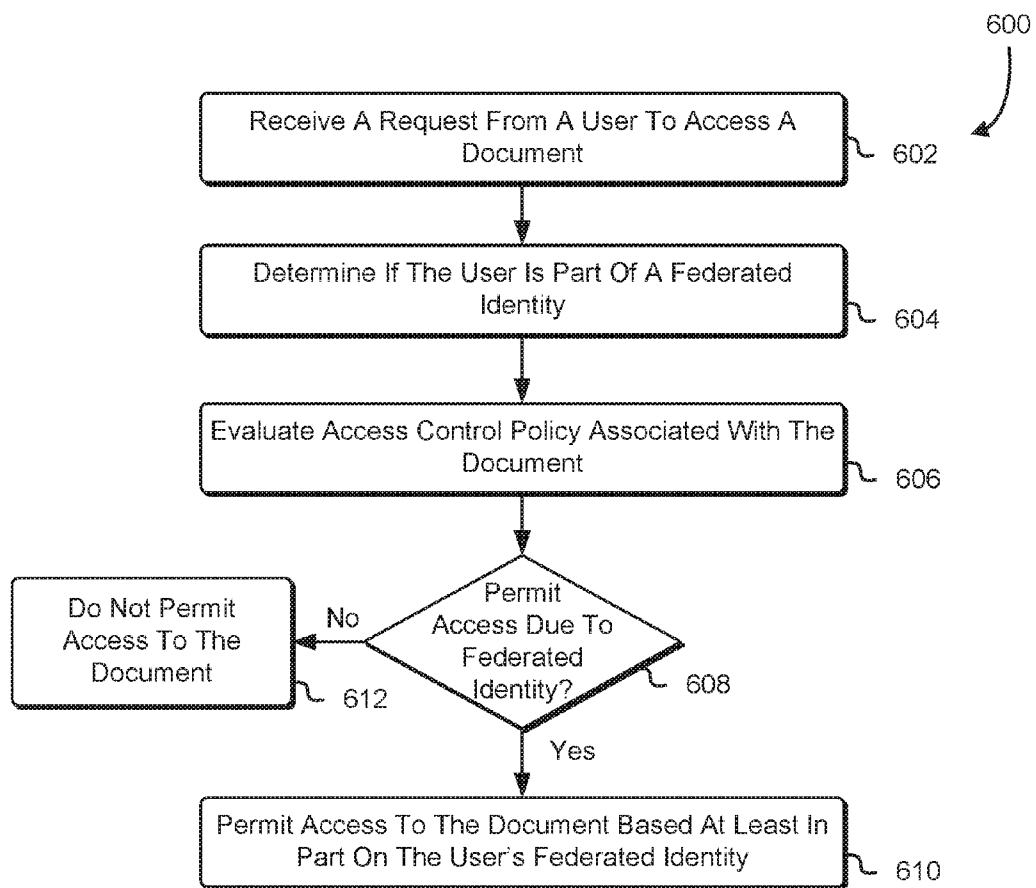 600
Receive A Request From A User To Access A
Document
602
Determine If The User Is Part Of A Federated
Identity
604
Evaluate Access Control Policy Associated With The
Document
606
Permit
Access Due To
Federated
Identity?
608
No
Do Not Permit
Access To The
Document
612
Yes
Permit Access To The Document Based At Least In
Part On The User's Federated Identity
610